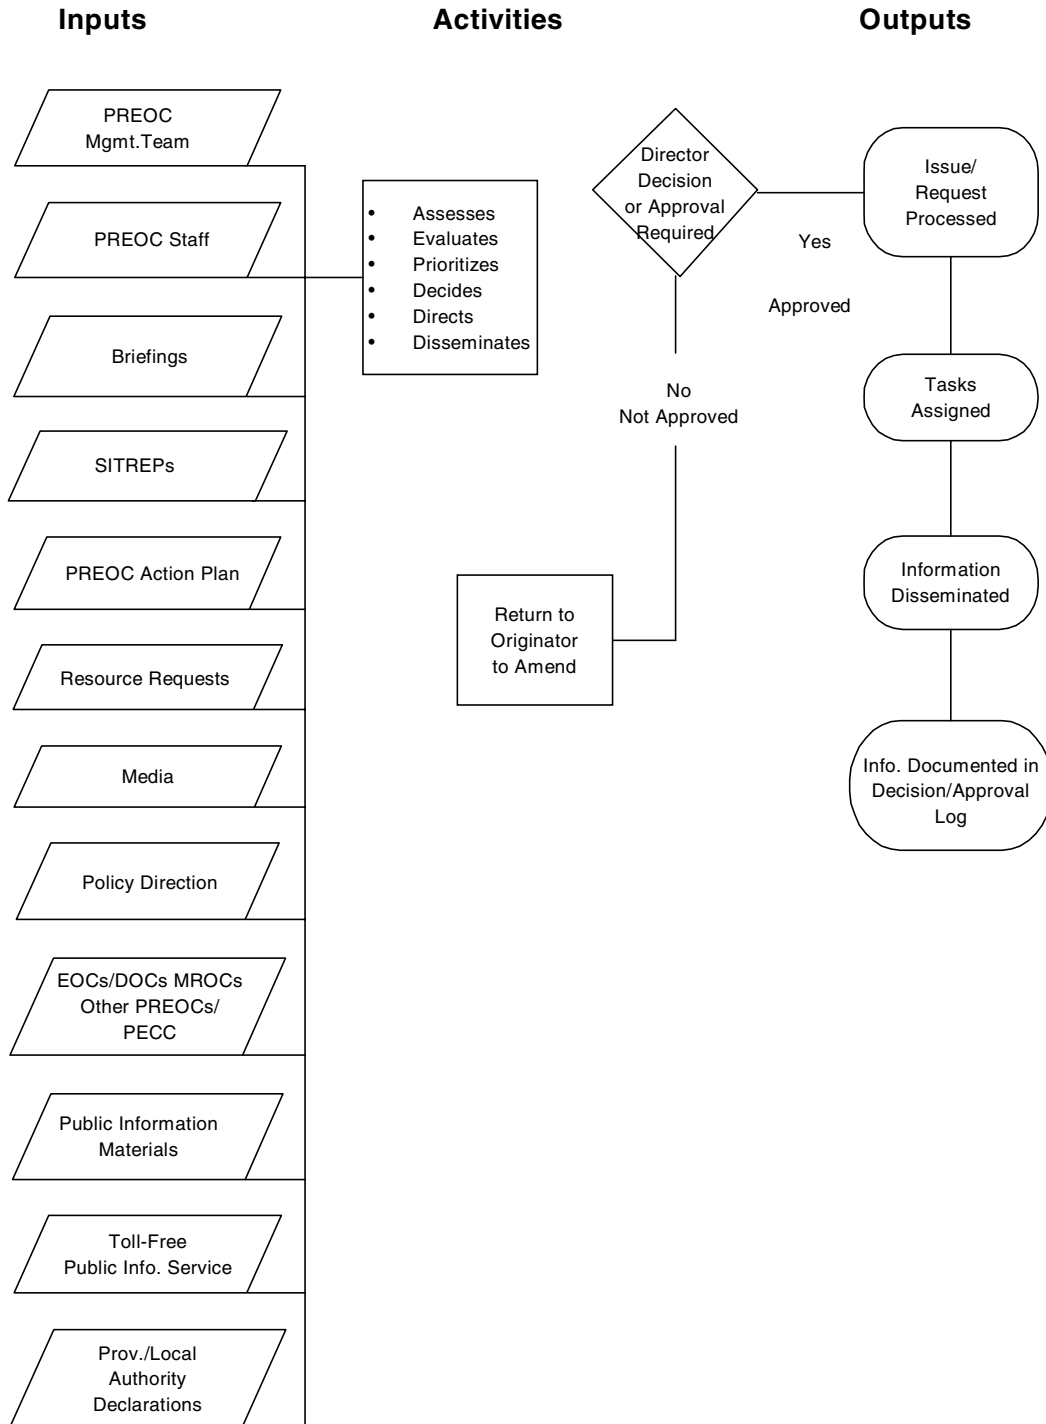 Inputs
Activities
Outputs
PREOC
Mgmt.Team
PREOC Staff
Briefings
SITREPs
PREOC Action Plan
Resource Requests
Media
Policy Direction
EOCs/DOCs MROCs
Other PREOCs/
PECC
Public Information
Materials
Toll-Free
Public Info. Service
Prov./Local
Authority
Declarations
• Assesses
• Evaluates
• Prioritizes
• Decides
• Directs
• Disseminates
Director
Decision
or Approval
Required
Yes
Approved
No
Not Approved
Return to
Originator
to Amend
Issue/
Request
Processed
Tasks
Assigned
Information
Disseminated
Info. Documented in
Decision/Approval
Log